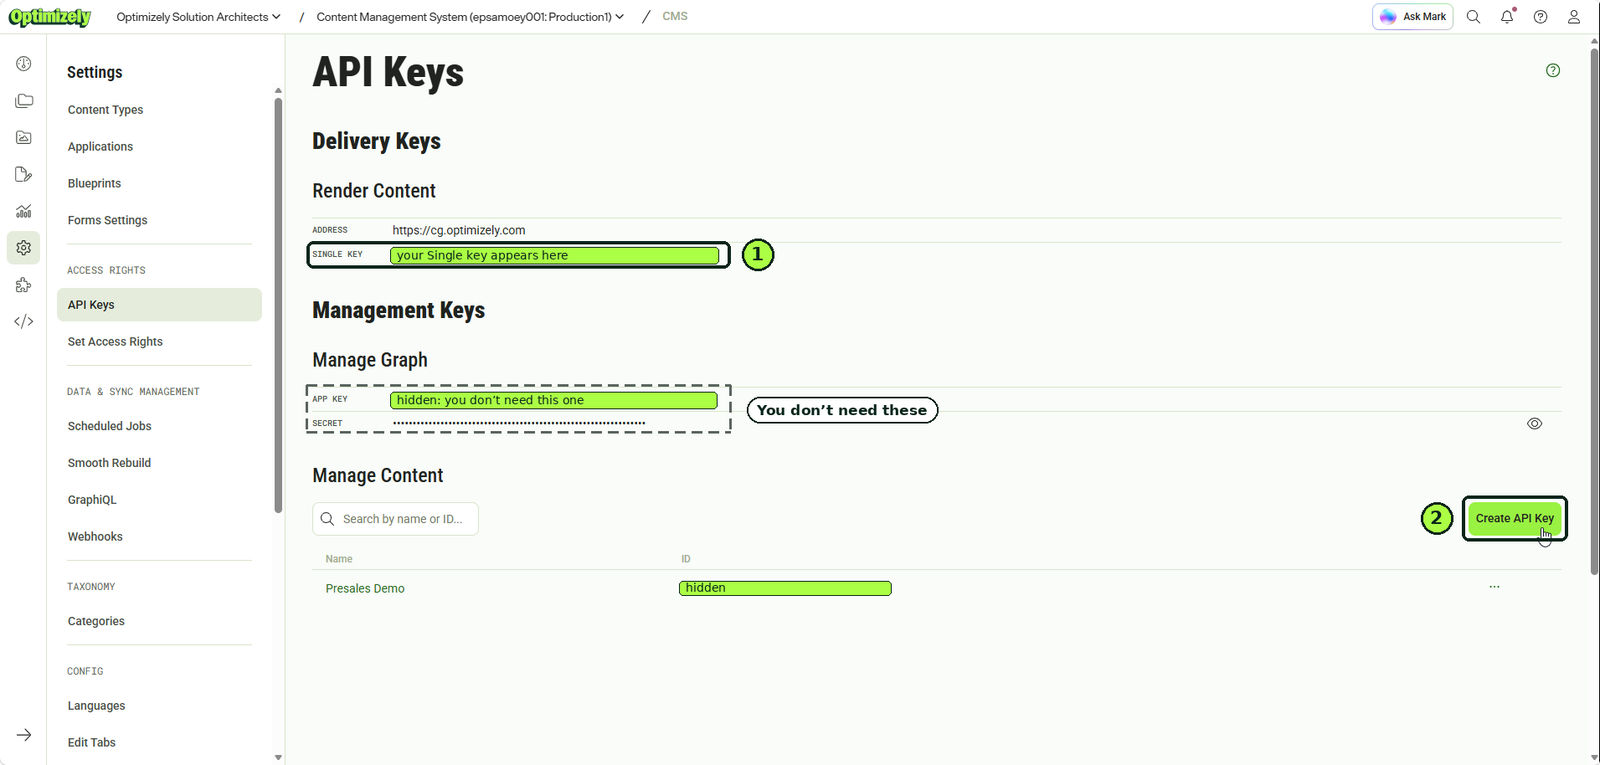 Optimizely
Optimizely Solution Architects / Content Management System (epsamoey001: Production1) / CMS
Ask Mark
Settings
Content Types
Applications
Blueprints
Forms Settings
ACCESS RIGHTS
API Keys
Set Access Rights
DATA & SYNC MANAGEMENT
Scheduled Jobs
Smooth Rebuild
GraphiQL
Webhooks
TAXONOMY
Categories
CONFIG
Languages
Edit Tabs
API Keys
Delivery Keys
Render Content
ADDRESS https://cg.optimizely.com
SINGLE KEY your Single key appears here 1
Management Keys
Manage Graph
APP KEY hidden: you don’t need this one
You don’t need these
SECRET
Manage Content
Search by name or ID...
2 Create API Key
Name ID
Presales Demo hidden